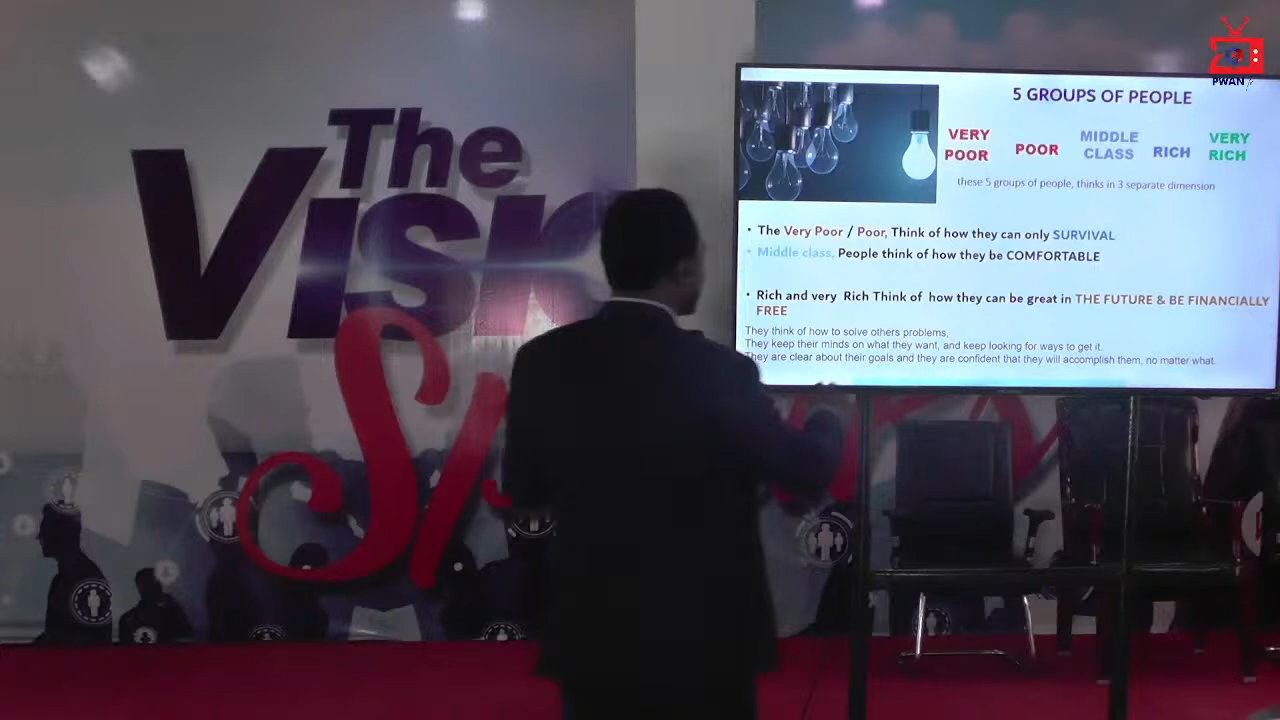 The
PWAN
5 GROUPS OF PEOPLE
VERY POOR
POOR
MIDDLE CLASS
RICH
VERY RICH
these 5 groups of people, thinks in 3 separate dimension
• The Very Poor / Poor, Think of how they can only SURVIVAL
• Middle class, People think of how they be COMFORTABLE
• Rich and very Rich Think of how they can be great in THE FUTURE & BE FINANCIALLY
FREE
They think of how to solve others problems,
They keep their minds on what they want, and keep looking for ways to get it.
They are clear about their goals and they are confident that they will accomplish them, no matter what.